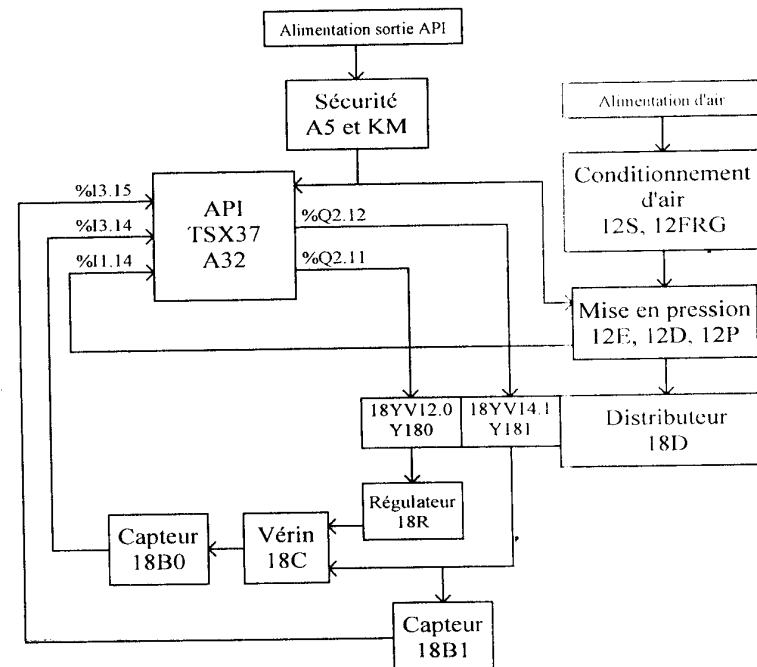 Alimentation sortie API
Sécurité
A5 et KM
Alimentation d'air
Conditionnement
d'air
12S, 12FRG
%I3.15
%I3.14
%I1.14
API
TSX37
A32
%Q2.12
%Q2.11
Mise en pression
12E, 12D, 12P
18YV12.0
Y180
18YV14.1
Y181
Distributeur
18D
Régulateur
18R
Capteur
18B0
Vérin
18C
Capteur
18B1